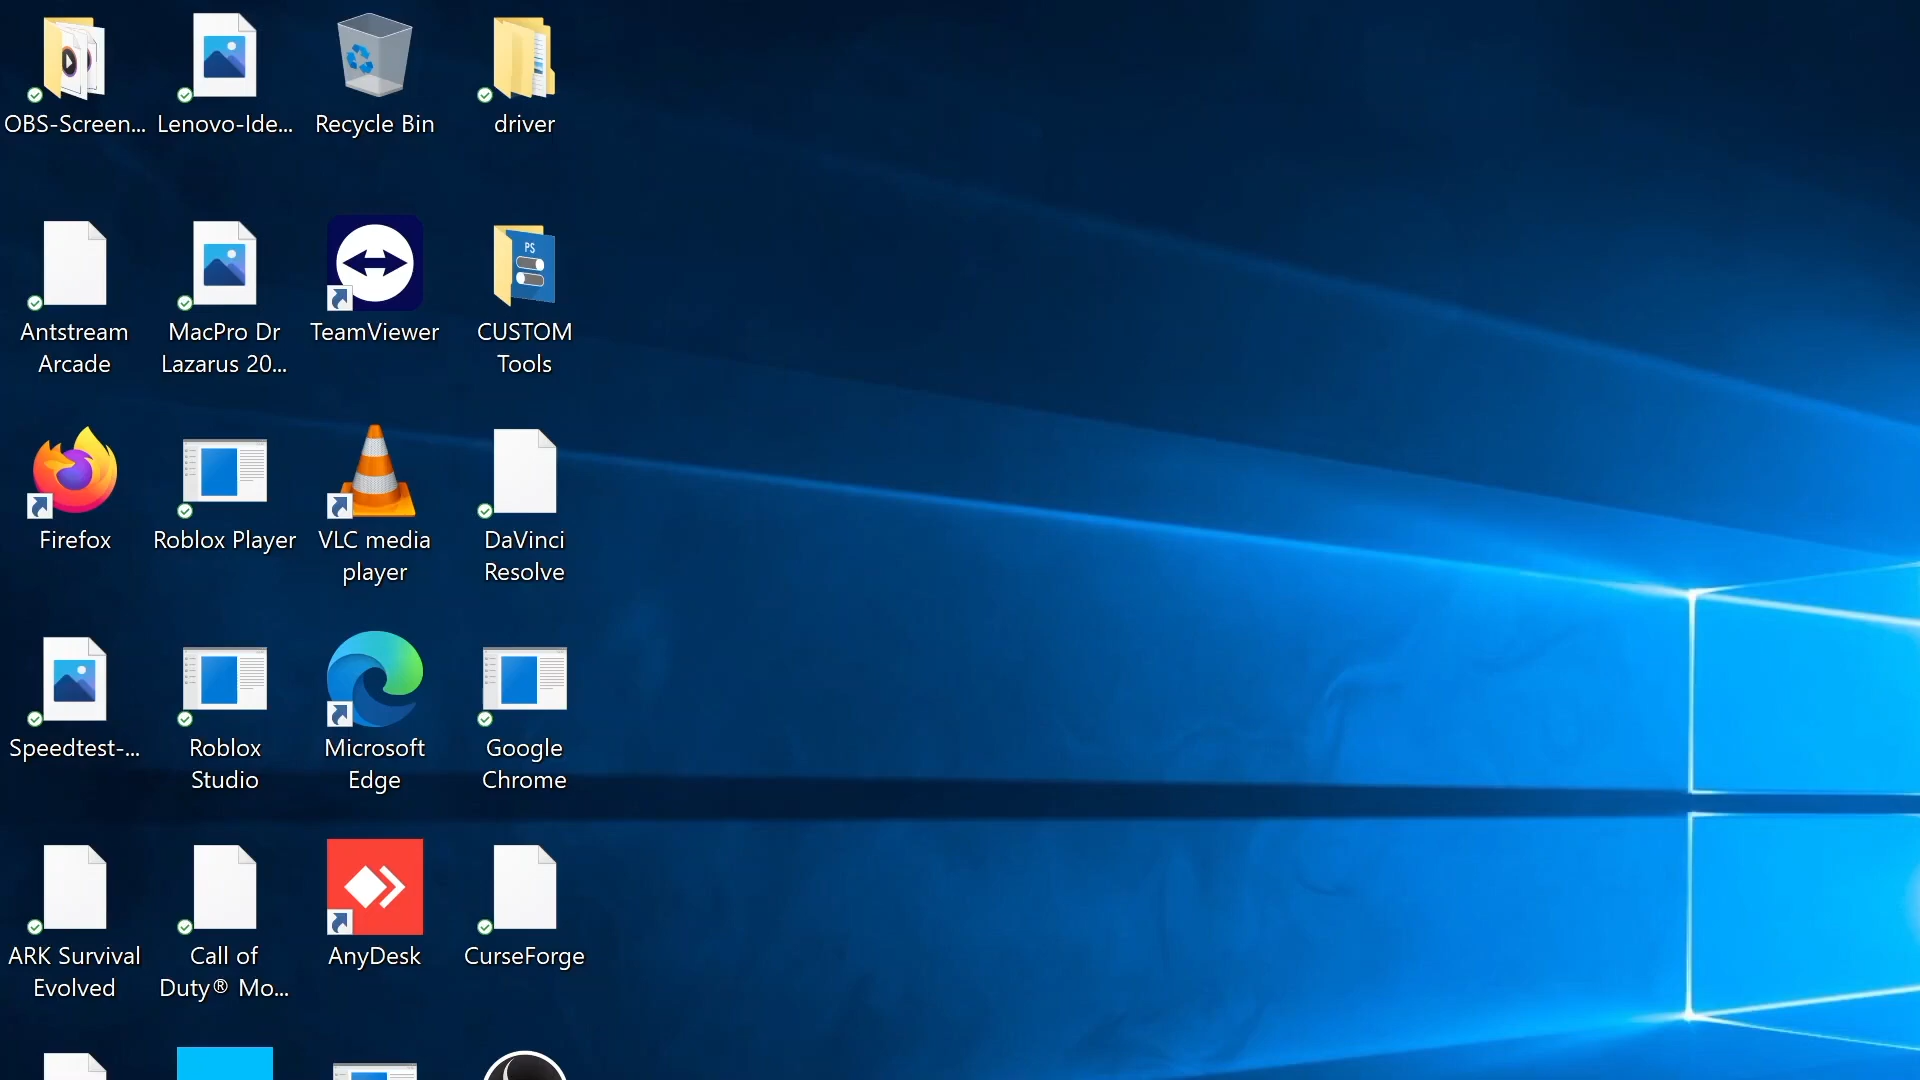 OBS-Screen...
Lenovo-Ide...
Recycle Bin
driver
Antstream
Arcade
MacPro Dr
Lazarus 20...
TeamViewer
PS
CUSTOM
Tools
Firefox
Roblox Player
VLC media
player
DaVinci
Resolve
Speedtest-...
Roblox
Studio
Microsoft
Edge
Google
Chrome
ARK Survival
Evolved
Call of
Duty® Mo...
AnyDesk
CurseForge